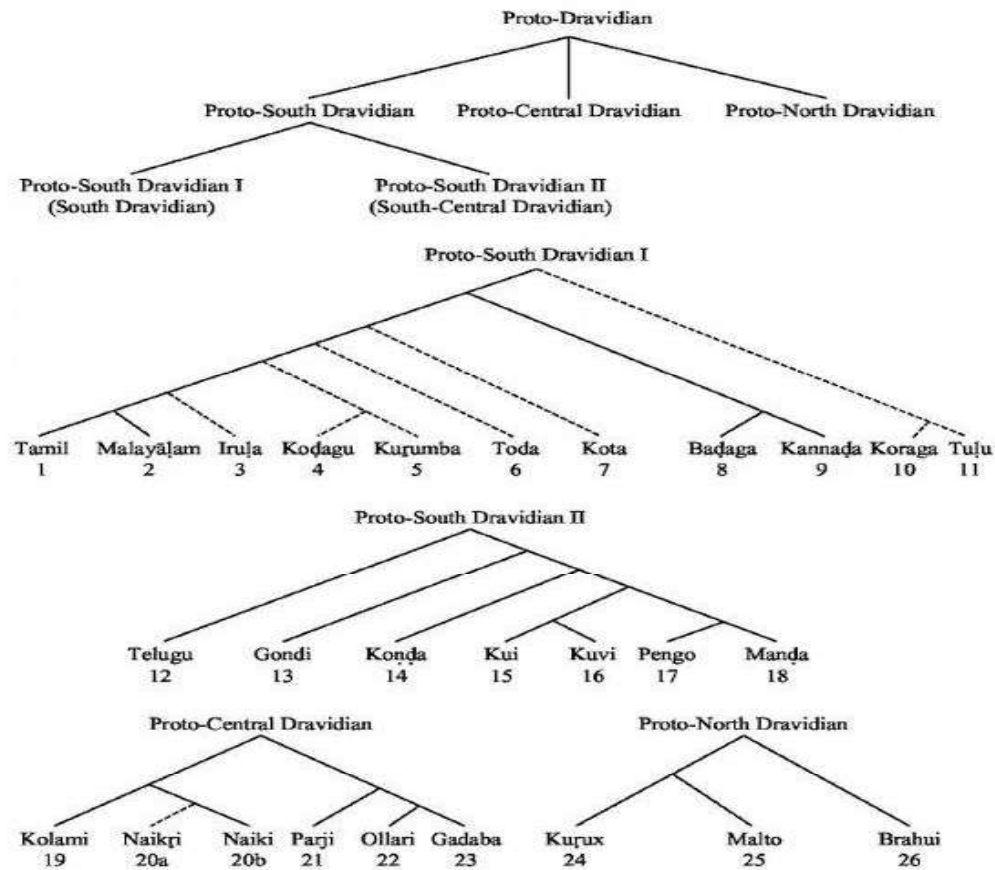 Proto-Dravidian
Proto-South Dravidian Proto-Central Dravidian Proto-North Dravidian
Proto-South Dravidian I Proto-South Dravidian II
(South Dravidian) (South-Central Dravidian)
Proto-South Dravidian I
Tamil Malayāḷam Iruḷa Koḍagu Kuṟumba Toda Kota Baḍaga Kannaḍa Koraga Tuḷu
1 2 3 4 5 6 7 8 9 10 11
Proto-South Dravidian II
Telugu Gondi Koṇḍa Kui Kuvi Pengo Manḍa
12 13 14 15 16 17 18
Proto-Central Dravidian Proto-North Dravidian
Kolami Naikṛi Naiki Parji Ollari Gadaba Kuṛux Malto Brahui
19 20a 20b 21 22 23 24 25 26